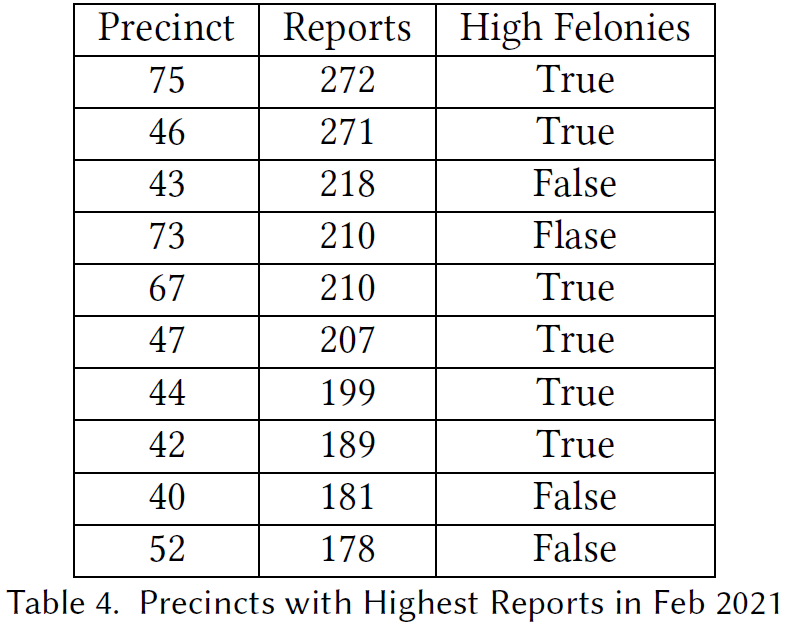 Precinct Reports High Felonies
75 272 True
46 271 True
43 218 False
73 210 Flase
67 210 True
47 207 True
44 199 True
42 189 True
40 181 False
52 178 False
Table 4. Precincts with Highest Reports in Feb 2021